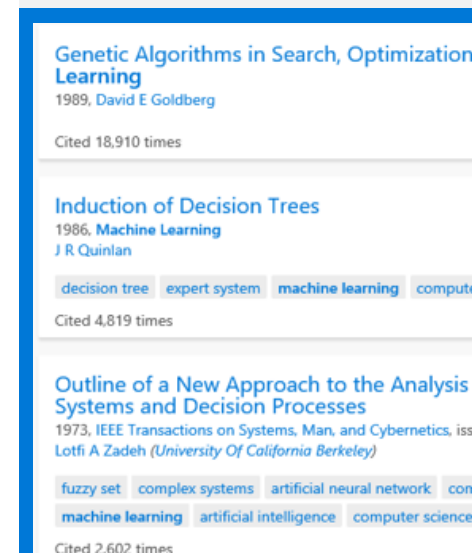 Genetic Algorithms in Search, Optimization
Learning
1989, David E Goldberg
Cited 18,910 times
Induction of Decision Trees
1986, Machine Learning
J R Quinlan
decision tree expert system machine learning
Cited 4,819 times
Outline of a New Approach to the Analysis
Systems and Decision Processes
1973, IEEE Transactions on Systems, Man, and Cybernetics,
Lotfi A Zadeh (University Of California Berkeley)
fuzzy set complex systems artificial neural network
machine learning artificial intelligence computer science
Cited 2,602 times